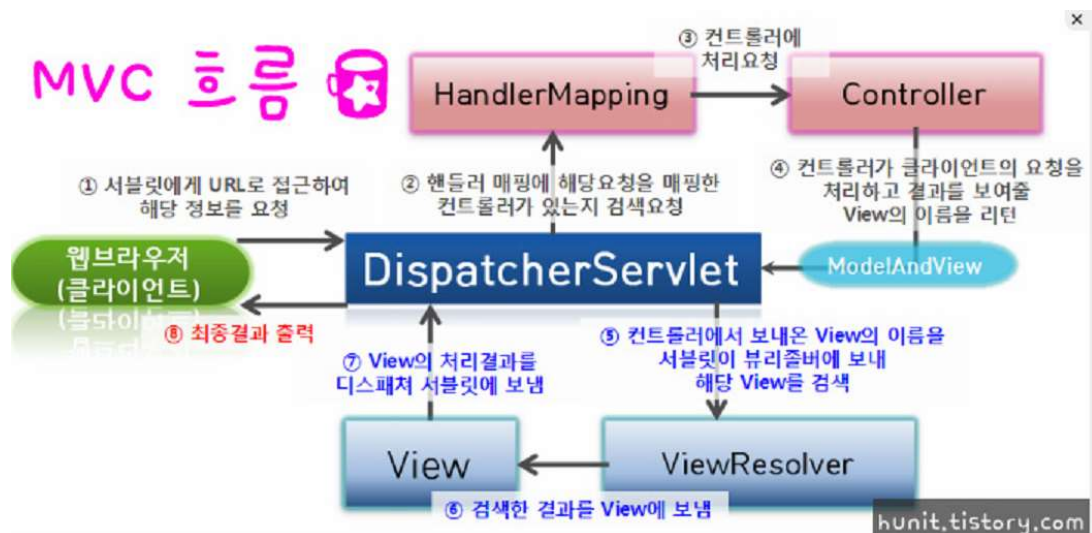 MVC 흐름
③ 컨트롤러에
처리요청
HandlerMapping
Controller
① 서블릿에게 URL로 접근하여
해당 정보를 요청
② 핸들러 매핑에 해당요청을 매핑한
컨트롤러가 있는지 검색요청
④ 컨트롤러가 클라이언트의 요청을
처리하고 결과를 보여줄
View의 이름을 리턴
웹브라우저
(클라이언트)
DispatcherServlet
ModelAndView
⑧ 최종결과 출력
⑦ View의 처리결과를
디스패쳐 서블릿에 보냄
⑤ 컨트롤러에서 보내온 View의 이름을
서블릿이 뷰리졸버에 보내
해당 View를 검색
View
ViewResolver
⑥ 검색한 결과를 View에 보냄
hunit.tistory.com